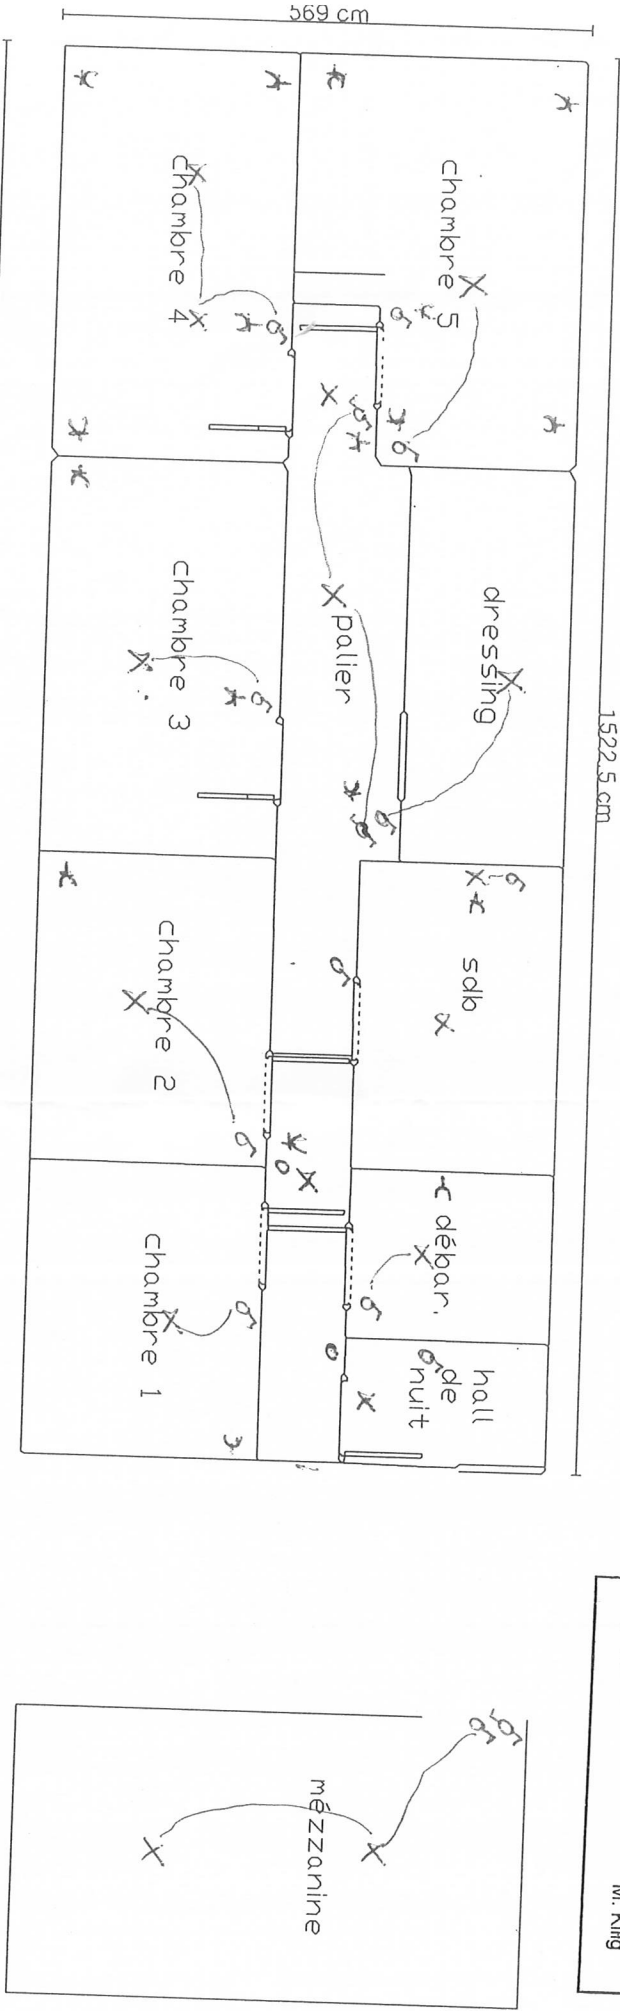 569 cm
1522,5 cm
chambre 4
chambre 5
chambre 3
palier
dressing
chambre 2
sdb
chambre 1
débar.
hall
de
nuit
mézzanine
M. King